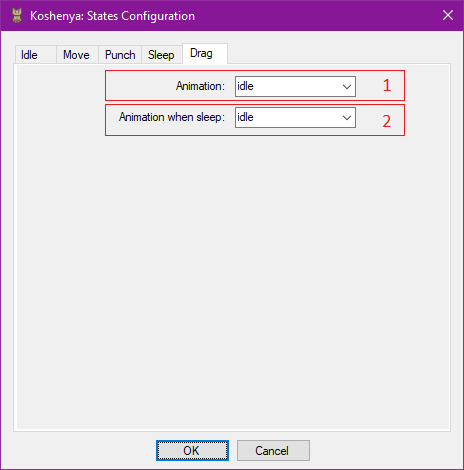 Koshenya: States Configuration
Idle Move Punch Sleep Drag
Animation: idle 1
Animation when sleep: idle 2
OK Cancel